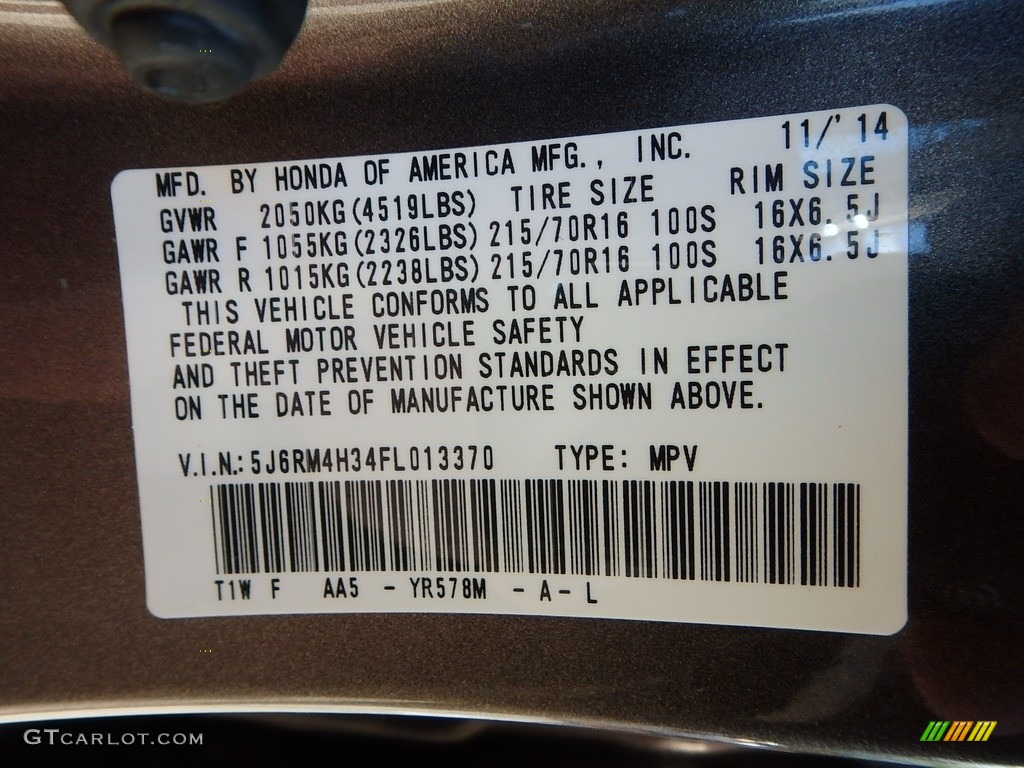 MFD. BY HONDA OF AMERICA MFG., INC. 11/'14
GVWR 2050KG(4519LBS) TIRE SIZE RIM SIZE
GAWR F 1055KG(2326LBS) 215/70R16 100S 16X6.5J
GAWR R 1015KG(2238LBS) 215/70R16 100S 16X6.5J
THIS VEHICLE CONFORMS TO ALL APPLICABLE
FEDERAL MOTOR VEHICLE SAFETY
AND THEFT PREVENTION STANDARDS IN EFFECT
ON THE DATE OF MANUFACTURE SHOWN ABOVE.
V.I.N.: 5J6RM4H34FL013370 TYPE: MPV
T1W F AA5 - YR578M - A - L
GTCARLOT.COM